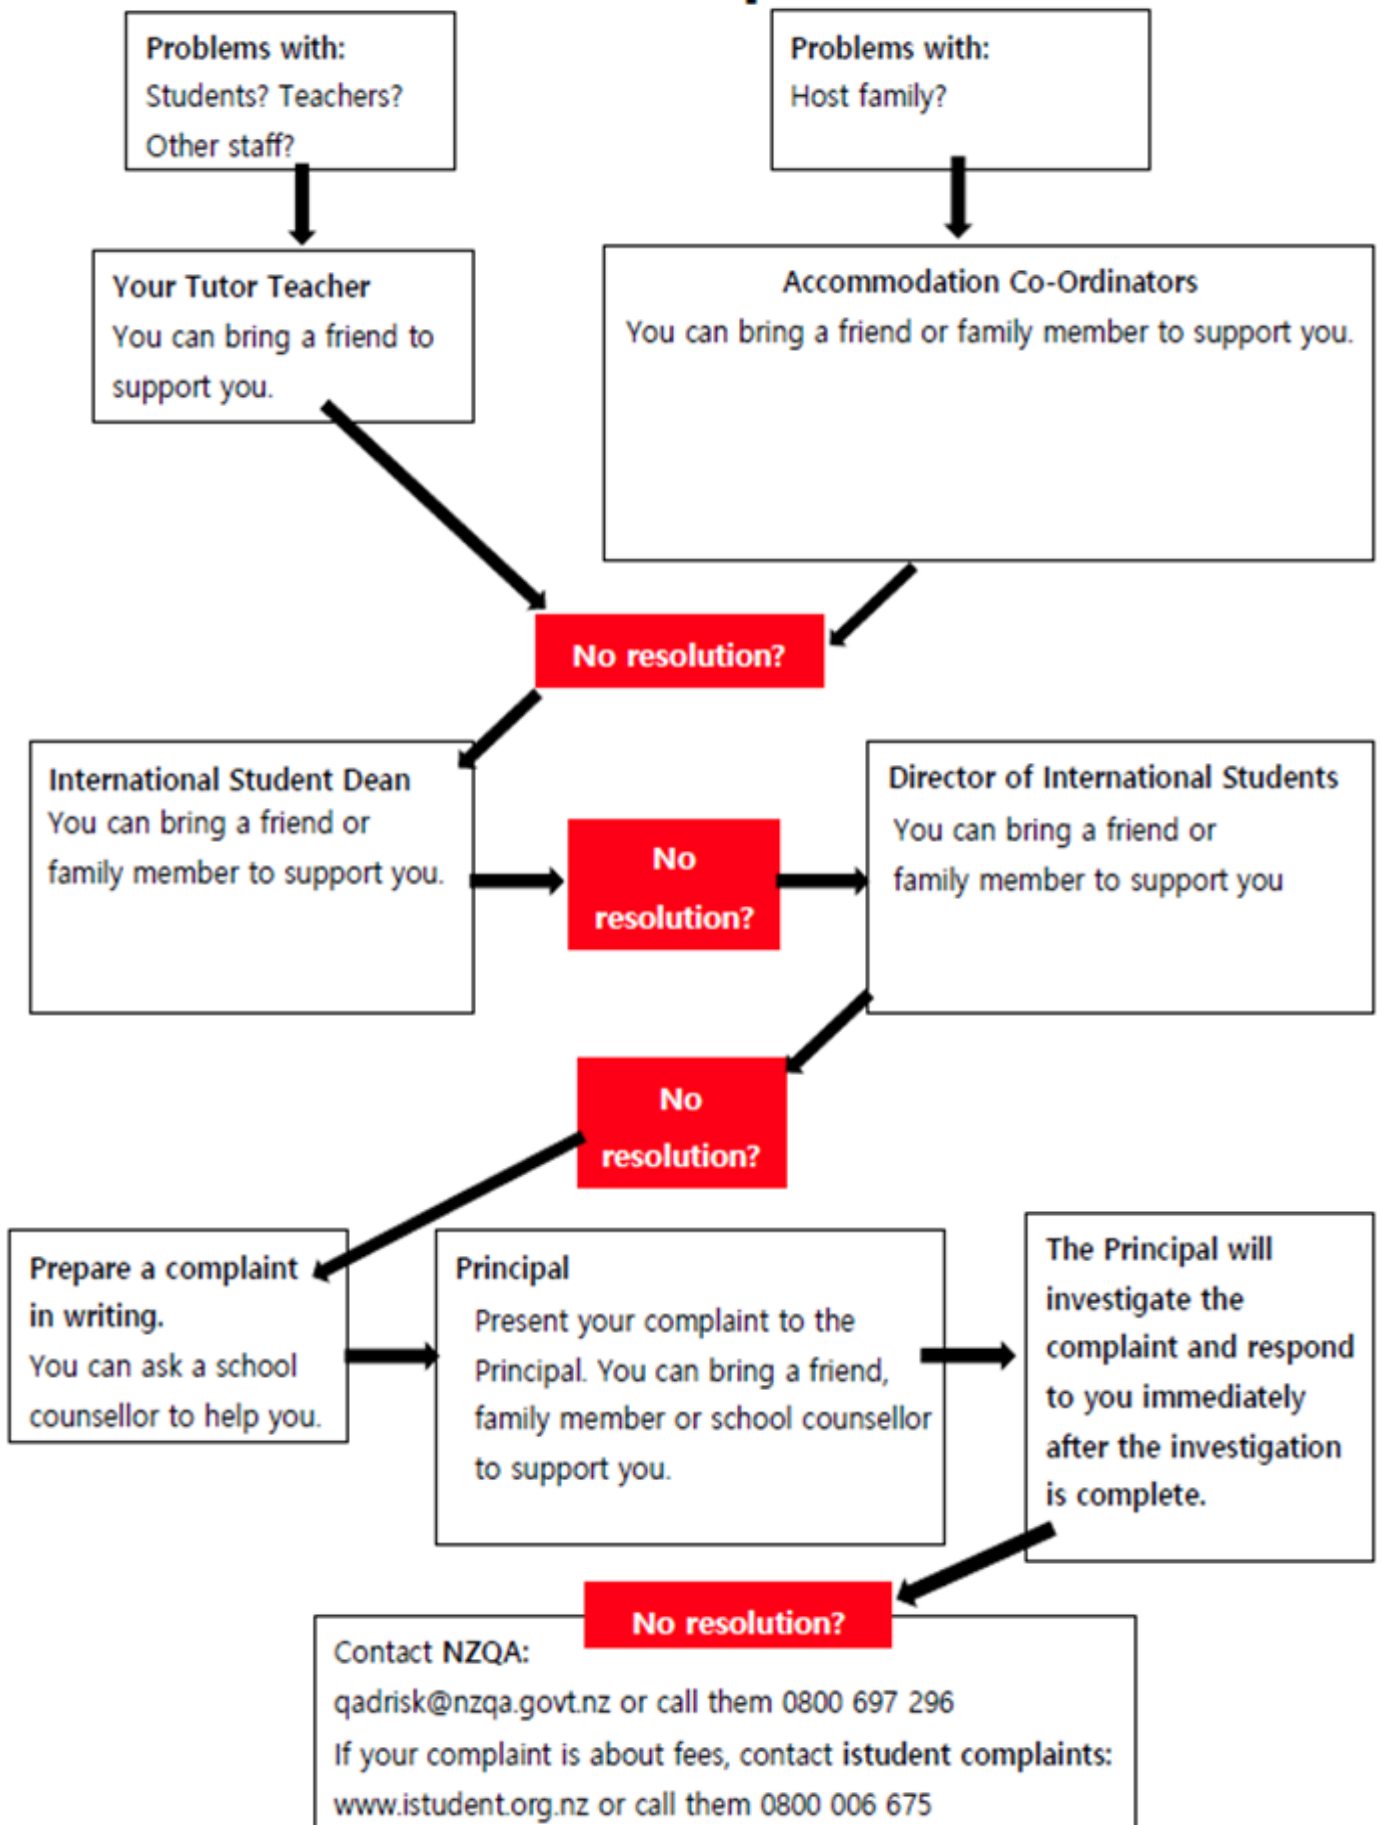 Problems with:
Students? Teachers?
Other staff?
Problems with:
Host family?
Your Tutor Teacher
You can bring a friend to
support you.
Accommodation Co-Ordinators
You can bring a friend or family member to support you.
No resolution?
International Student Dean
You can bring a friend or
family member to support you.
No
resolution?
Director of International Students
You can bring a friend or
family member to support you
No
resolution?
Prepare a complaint
in writing.
You can ask a school
counsellor to help you.
Principal
Present your complaint to the
Principal. You can bring a friend,
family member or school counsellor
to support you.
The Principal will
investigate the
complaint and respond
to you immediately
after the investigation
is complete.
No resolution?
Contact NZQA:
qadrisk@nzqa.govt.nz or call them 0800 697 296
If your complaint is about fees, contact istudent complaints:
www.istudent.org.nz or call them 0800 006 675